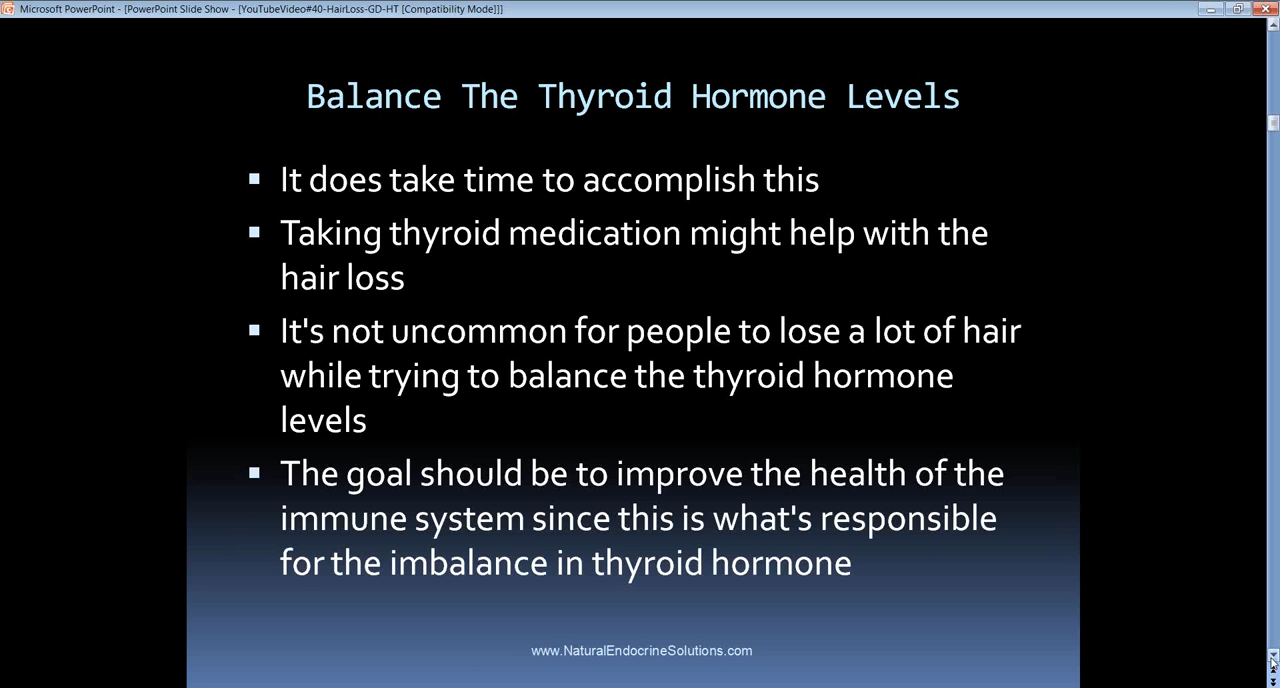 Microsoft PowerPoint - [PowerPoint Slide Show - [YouTubeVideo#40-HairLoss-GD-HT [Compatibility Mode]]]
Balance The Thyroid Hormone Levels
It does take time to accomplish this
Taking thyroid medication might help with the
hair loss
It's not uncommon for people to lose a lot of hair
while trying to balance the thyroid hormone
levels
The goal should be to improve the health of the
immune system since this is what's responsible
for the imbalance in thyroid hormone
www.NaturalEndocrineSolutions.com